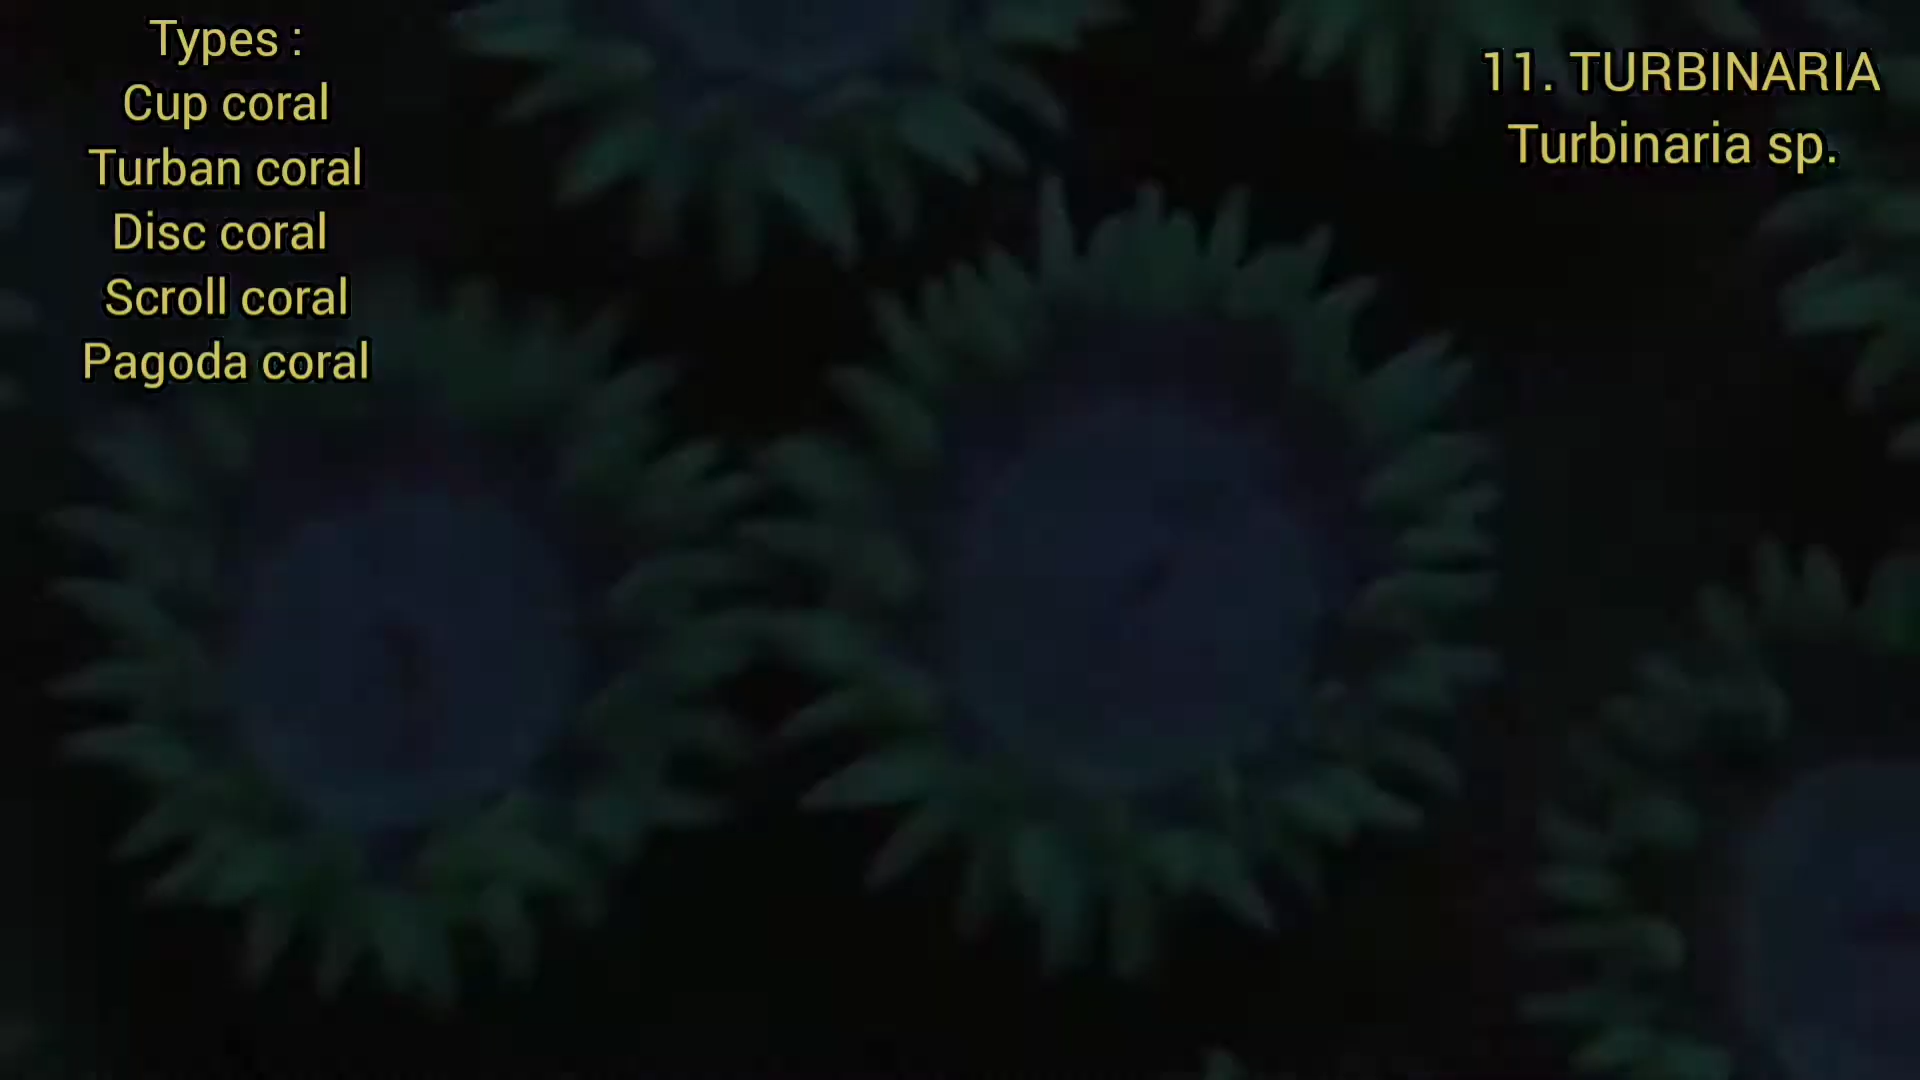 Types :
Cup coral
Turban coral
Disc coral
Scroll coral
Pagoda coral
11. TURBINARIA
Turbinaria sp.